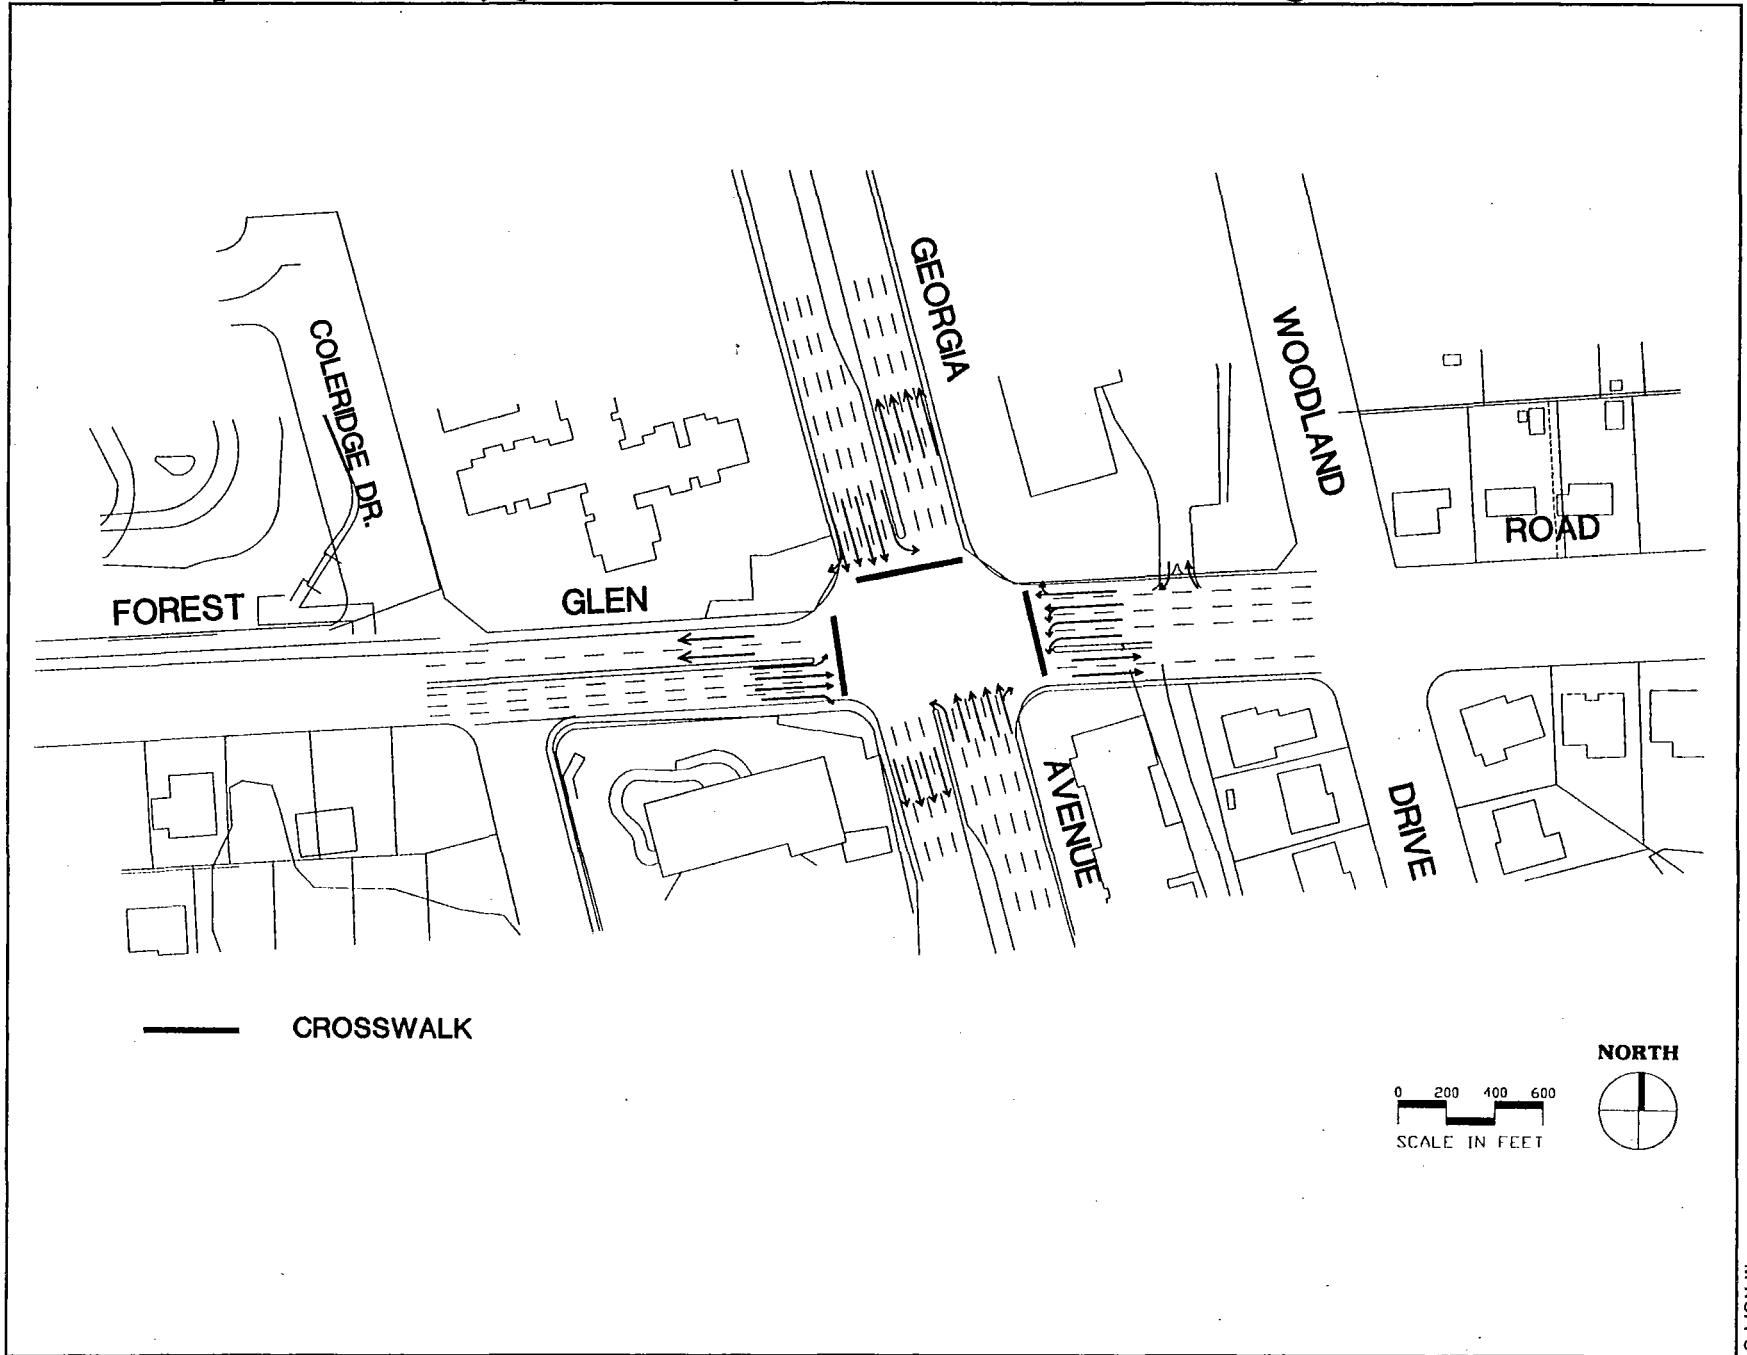 GEORGIA
WOODLAND
COLERIDGE DR.
ROAD
FOREST
GLEN
AVENUE
DRIVE
CROSSWALK
NORTH
0 200 400 600
SCALE IN FEET